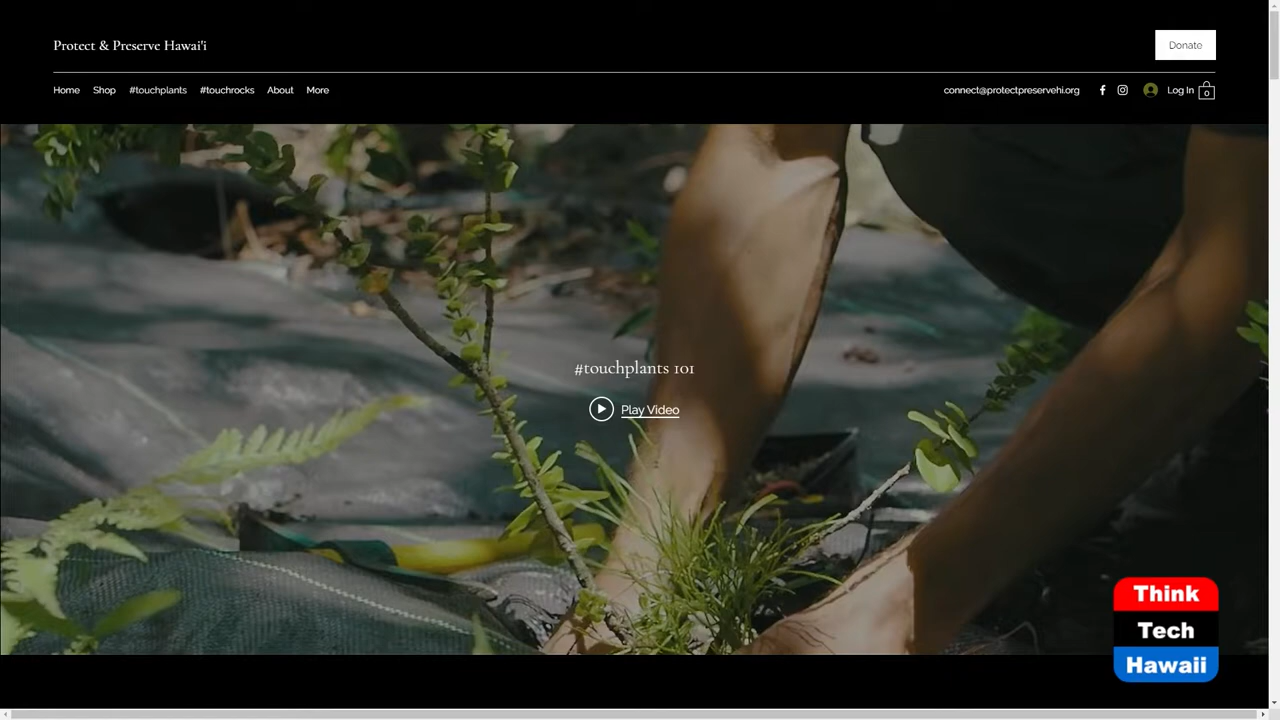 Protect & Preserve Hawai'i
Donate
Home Shop #touchplants #touchrocks About More
connect@protectpreservehi.org
Log In
0
#touchplants 101
Play Video
Think
Tech
Hawaii